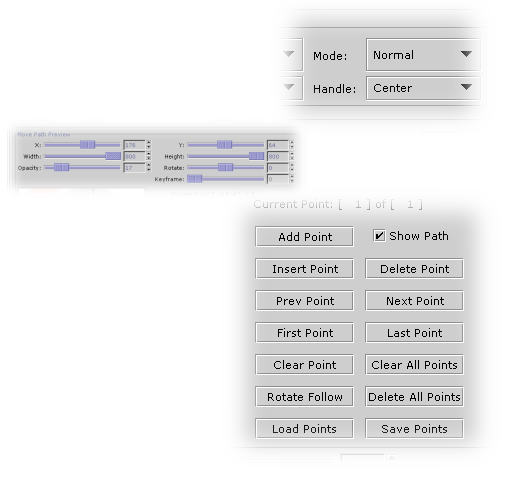 Mode: Normal
Handle: Center
Move Path Preview
X: 176 Y: 64
Width: 800 Height: 800
Opacity: 17 Rotate: 0
Keyframe: 0
Current Point: [ 1 ] of [ 1 ]
Add Point Show Path
Insert Point Delete Point
Prev Point Next Point
First Point Last Point
Clear Point Clear All Points
Rotate Follow Delete All Points
Load Points Save Points